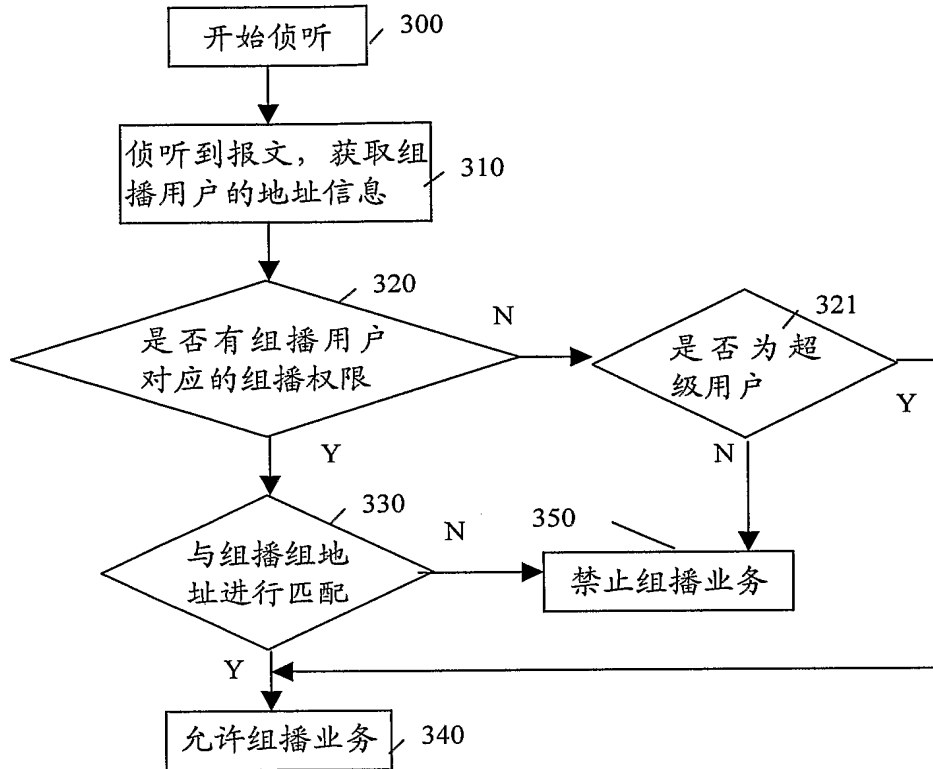 开始侦听
300
侦听到报文，获取组
播用户的地址信息
310
320
是否有组播用户
对应的组播权限
N
321
是否为超
级用户
Y
Y
N
330
与组播组地
址进行匹配
N
350
禁止组播业务
Y
允许组播业务
340